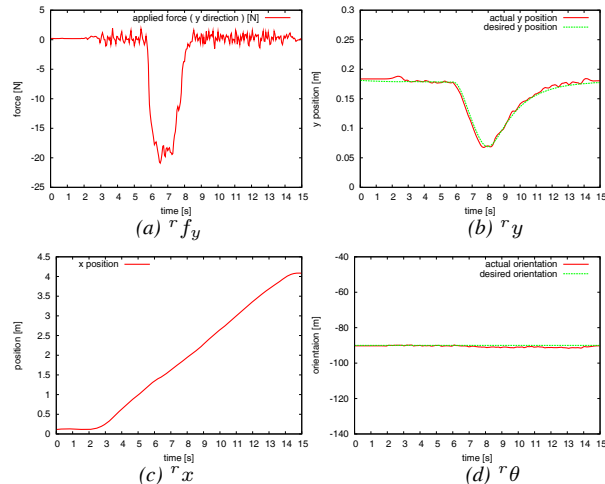 applied force ( y direction ) [N]
5
0
-5
-10
-15
-20
-25
force [N]
0 1 2 3 4 5 6 7 8 9 10 11 12 13 14 15
time [s]
(a) ʳf_y
actual y position
desired y position
0.3
0.25
0.2
0.15
0.1
0.05
0
y position [m]
0 1 2 3 4 5 6 7 8 9 10 11 12 13 14 15
time [s]
(b) ʳy
x position
4.5
4
3.5
3
2.5
2
1.5
1
0.5
0
position [m]
0 1 2 3 4 5 6 7 8 9 10 11 12 13 14 15
time [s]
(c) ʳx
actual orientation
desired orientation
-40
-60
-80
-100
-120
-140
orientaion [m]
0 1 2 3 4 5 6 7 8 9 10 11 12 13 14 15
time [s]
(d) ʳθ